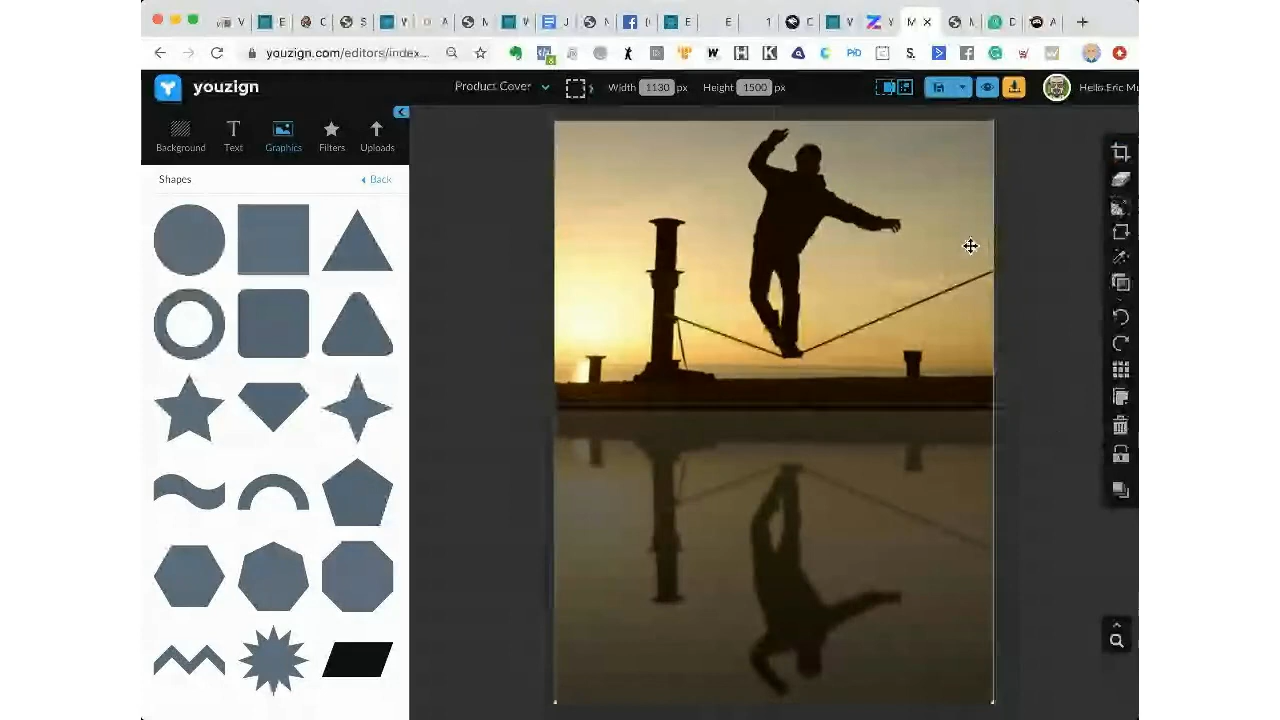 youzign.com/editors/index...
youzign
Product Cover
Width 1130 px
Height 1500 px
Hello Eric Mu
Background
Text
Graphics
Filters
Uploads
Shapes
Back